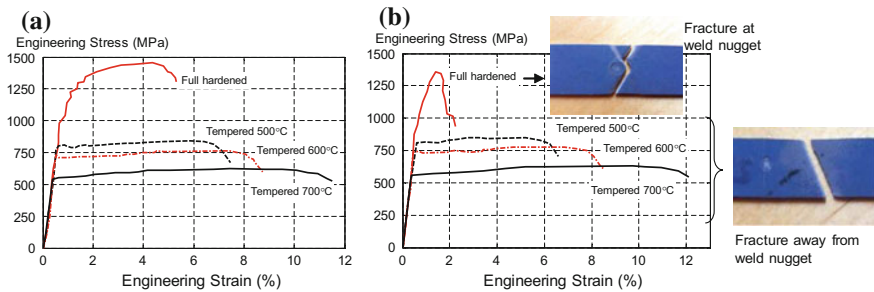 (a)
Engineering Stress (MPa)
1500
1250
1000
750
500
250
0
Full hardened
Tempered 500°C
Tempered 600°C
Tempered 700°C
0 2 4 6 8 10 12
Engineering Strain (%)
(b)
Engineering Stress (MPa)
1500
1250
1000
750
500
250
0
Full hardened
Tempered 500°C
Tempered 600°C
Tempered 700°C
0 2 4 6 8 10 12
Engineering Strain (%)
Fracture at
weld nugget
Fracture away from
weld nugget